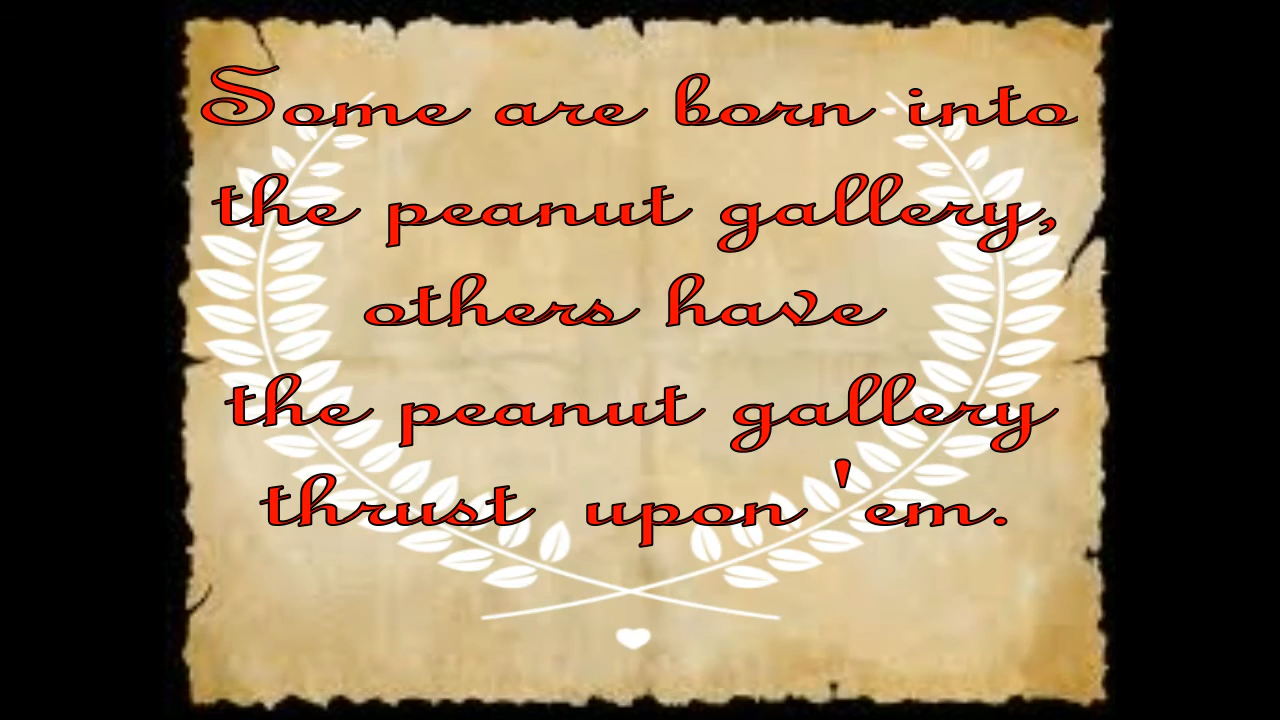 Some are born into
the peanut gallery,
others have
the peanut gallery
thrust upon 'em.